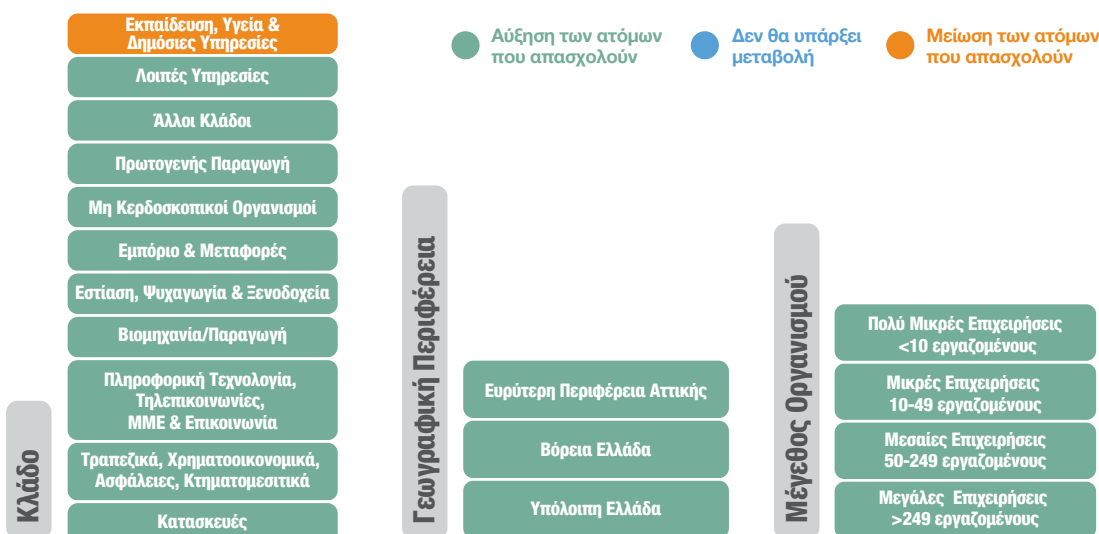 Εκπαίδευση, Υγεία &
Δημόσιες Υπηρεσίες
Λοιπές Υπηρεσίες
Άλλοι Κλάδοι
Πρωτογενής Παραγωγή
Μη Κερδοσκοπικοί Οργανισμοί
Εμπόριο & Μεταφορές
Εστίαση, Ψυχαγωγία & Ξενοδοχεία
Βιομηχανία/Παραγωγή
Πληροφορική Τεχνολογία,
Τηλεπικοινωνίες,
ΜΜΕ & Επικοινωνία
Τραπεζικά, Χρηματοοικονομικά,
Ασφάλειες, Κτηματομεσιτικά
Κατασκευές
Κλάδο
Αύξηση των ατόμων
που απασχολούν
Δεν θα υπάρξει
μεταβολή
Μείωση των ατόμων
που απασχολούν
Γεωγραφική Περιφέρεια
Ευρύτερη Περιφέρεια Αττικής
Βόρεια Ελλάδα
Υπόλοιπη Ελλάδα
Μέγεθος Οργανισμού
Πολύ Μικρές Επιχειρήσεις
<10 εργαζομένους
Μικρές Επιχειρήσεις
10-49 εργαζομένους
Μεσαίες Επιχειρήσεις
50-249 εργαζομένους
Μεγάλες Επιχειρήσεις
>249 εργαζομένους